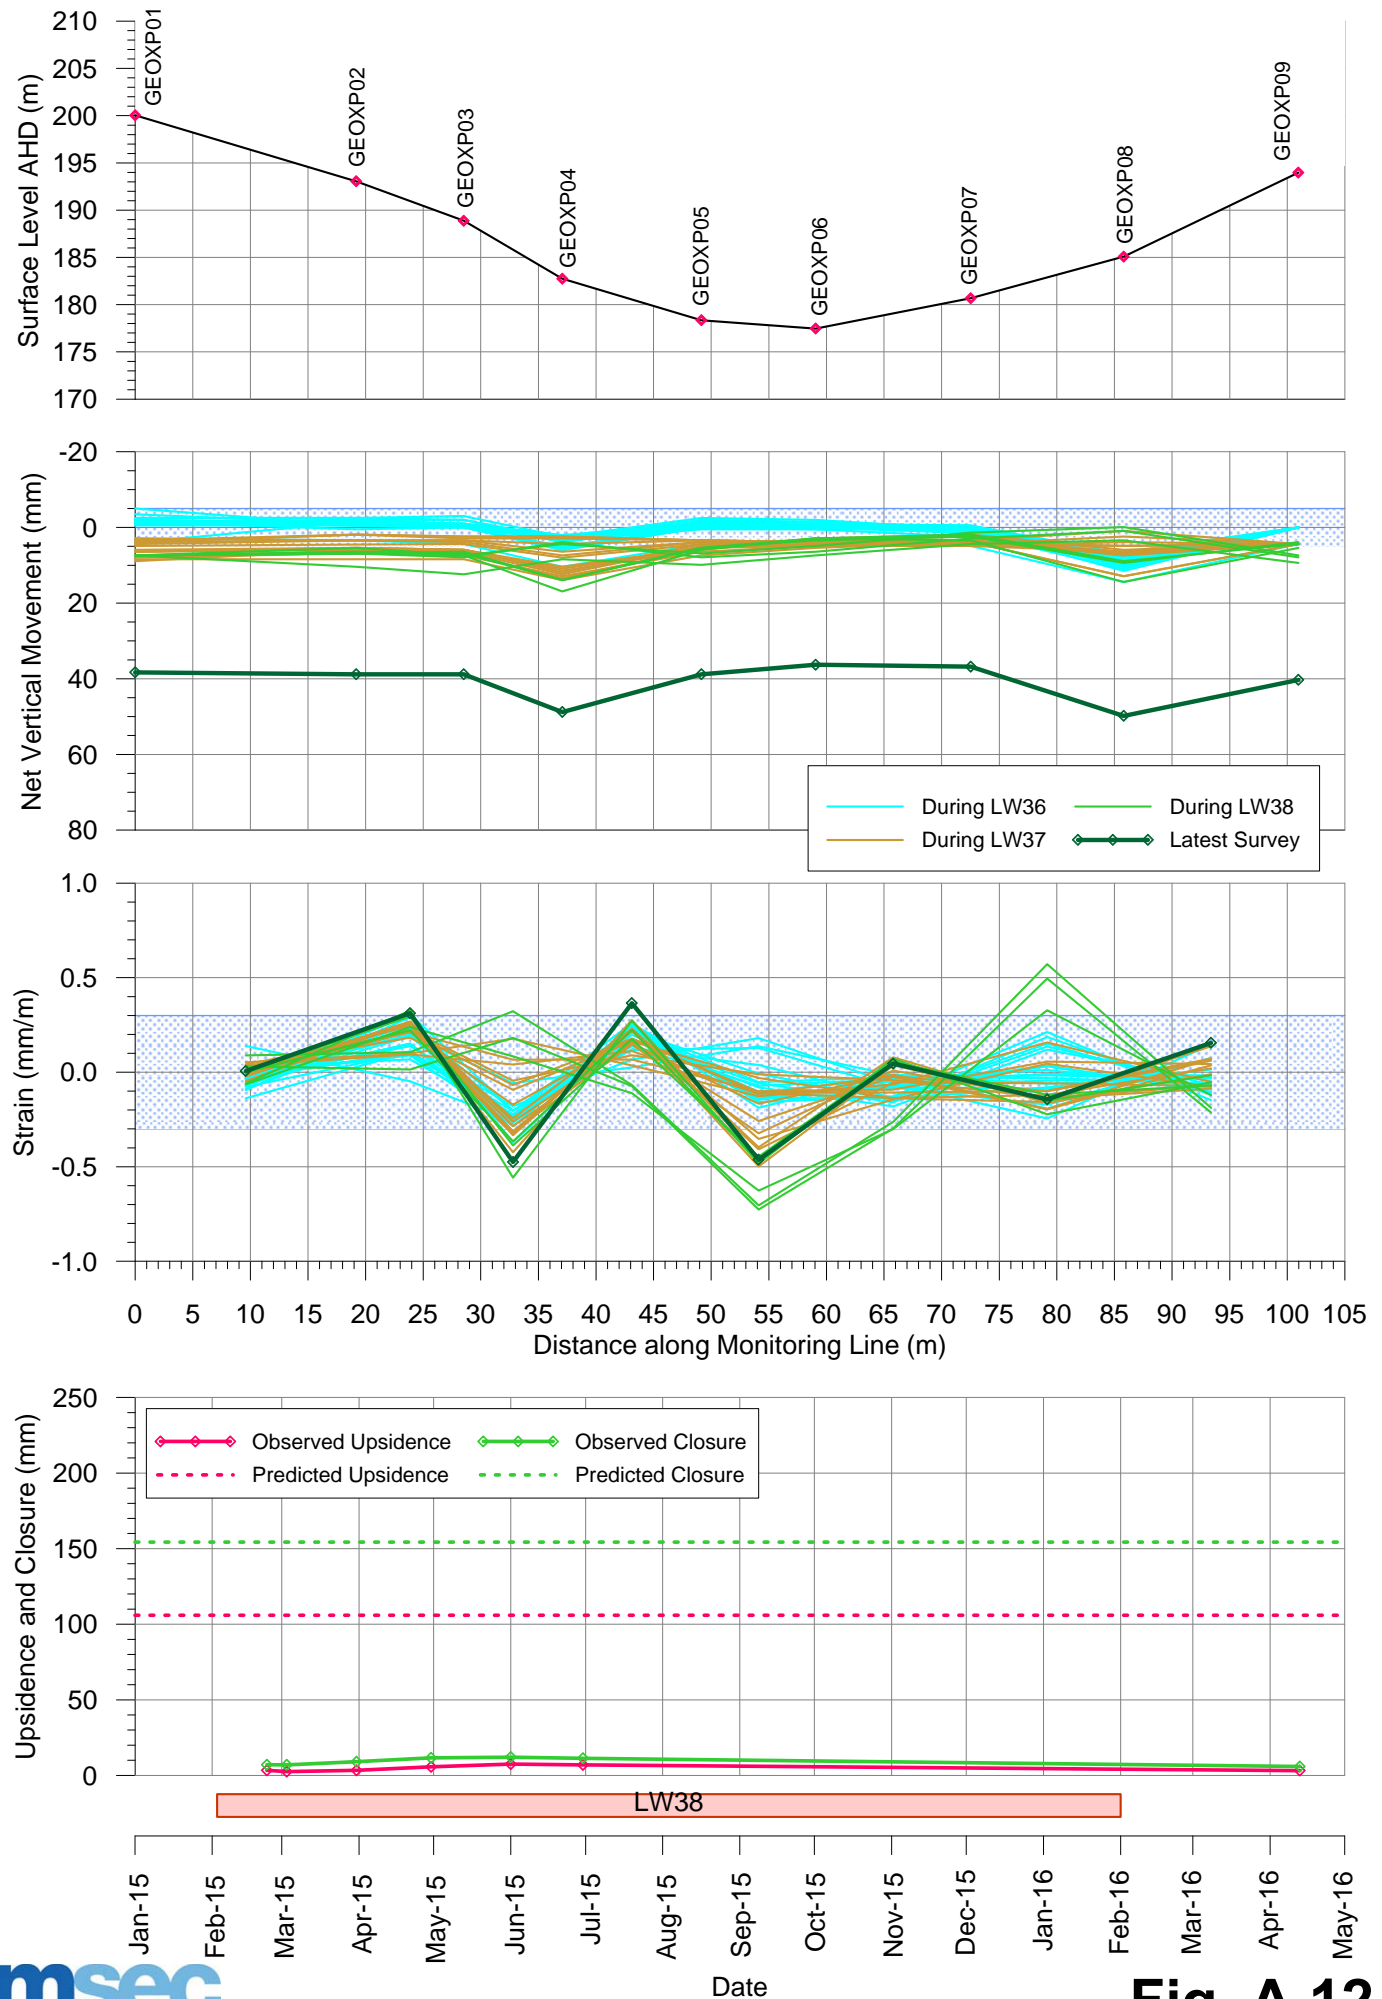 210
205
200
195
190
185
180
175
170
Surface Level AHD (m)
GEOXP01
GEOXP02
GEOXP03
GEOXP04
GEOXP05
GEOXP06
GEOXP07
GEOXP08
GEOXP09
-20
0
20
40
60
80
Net Vertical Movement (mm)
During LW36
During LW38
During LW37
Latest Survey
1.0
0.5
0.0
-0.5
-1.0
Strain (mm/m)
0 5 10 15 20 25 30 35 40 45 50 55 60 65 70 75 80 85 90 95 100 105
Distance along Monitoring Line (m)
250
200
150
100
50
0
Upsidence and Closure (mm)
Observed Upsidence
Observed Closure
Predicted Upsidence
Predicted Closure
LW38
Jan-15 Feb-15 Mar-15 Apr-15 May-15 Jun-15 Jul-15 Aug-15 Sep-15 Oct-15 Nov-15 Dec-15 Jan-16 Feb-16 Mar-16 Apr-16 May-16
Date
msec
Fig. A.12